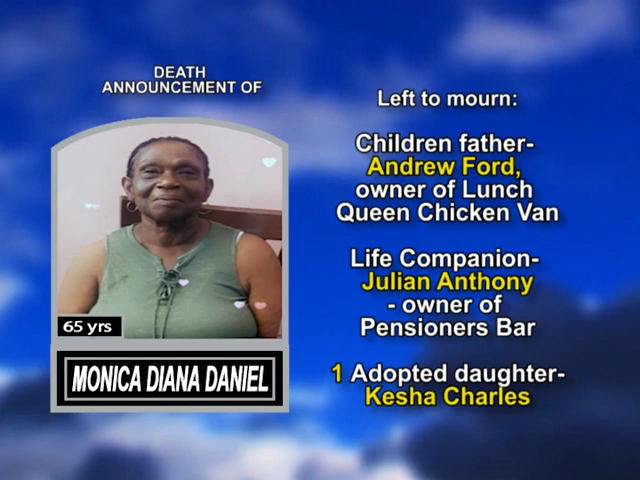 DEATH
ANNOUNCEMENT OF
65 yrs
MONICA DIANA DANIEL
Left to mourn:
Children father-
Andrew Ford,
owner of Lunch
Queen Chicken Van
Life Companion-
Julian Anthony
- owner of
Pensioners Bar
1 Adopted daughter-
Kesha Charles